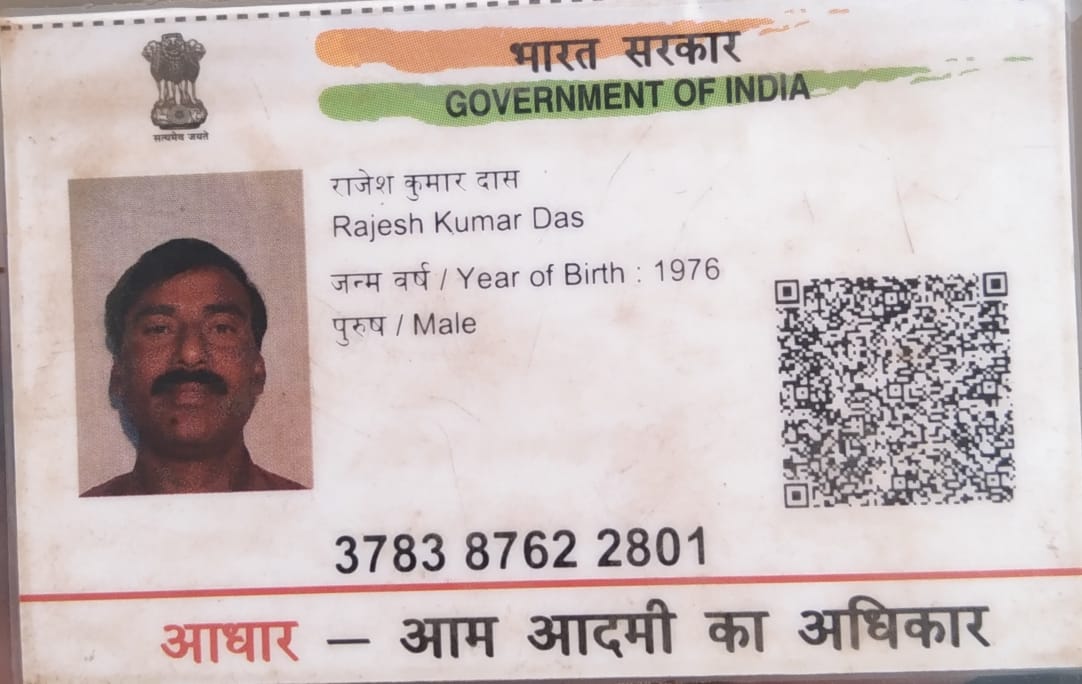 भारत सरकार
GOVERNMENT OF INDIA
सत्यमेव जयते
राजेश कुमार दास
Rajesh Kumar Das
जन्म वर्ष / Year of Birth : 1976
पुरुष / Male
3783 8762 2801
आधार – आम आदमी का अधिकार